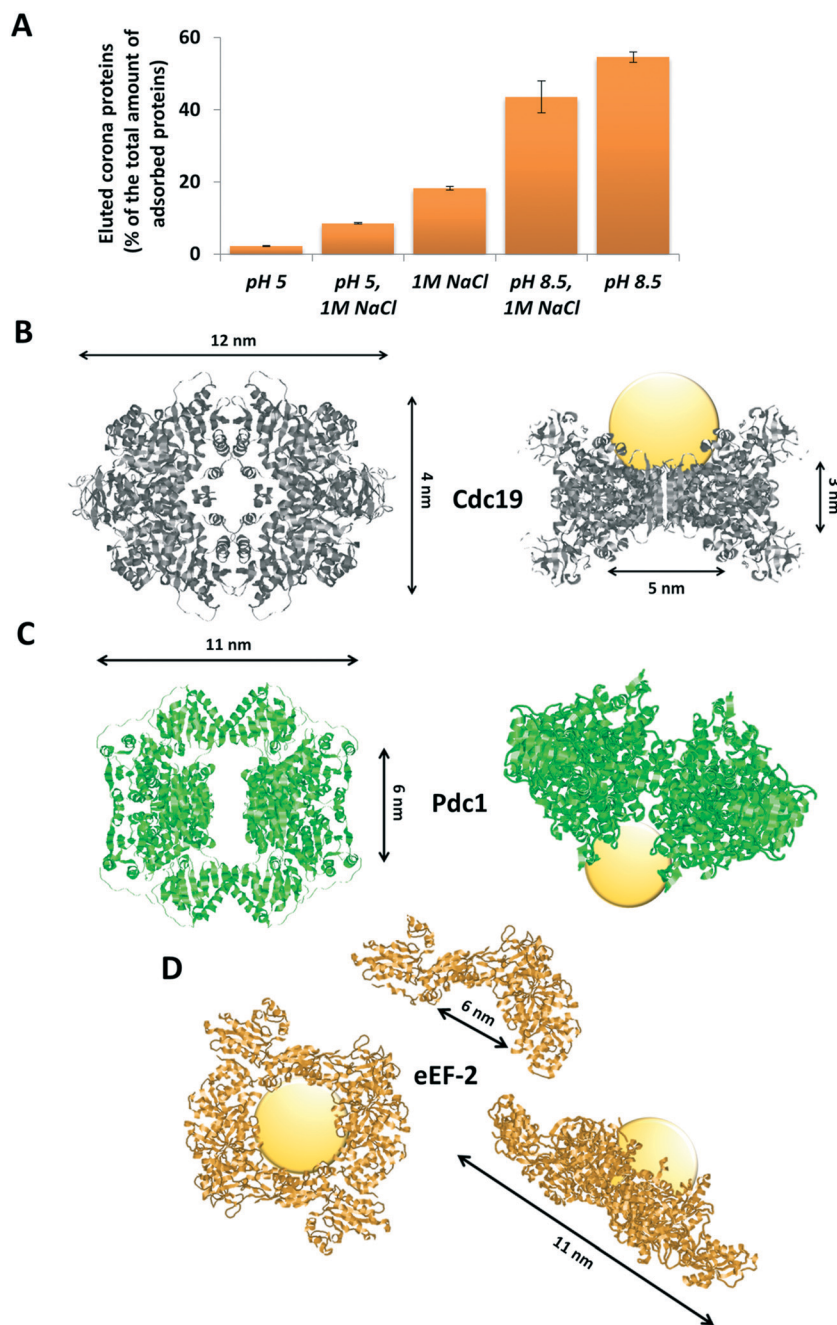 A
Eluted corona proteins
(% of the total amount of
adsorbed proteins)
60
40
20
0
pH 5
pH 5,
1M NaCl
1M NaCl
pH 8.5,
1M NaCl
pH 8.5
B
12 nm
4 nm
Cdc19
3 nm
5 nm
C
11 nm
6 nm
Pdc1
D
6 nm
eEF-2
11 nm